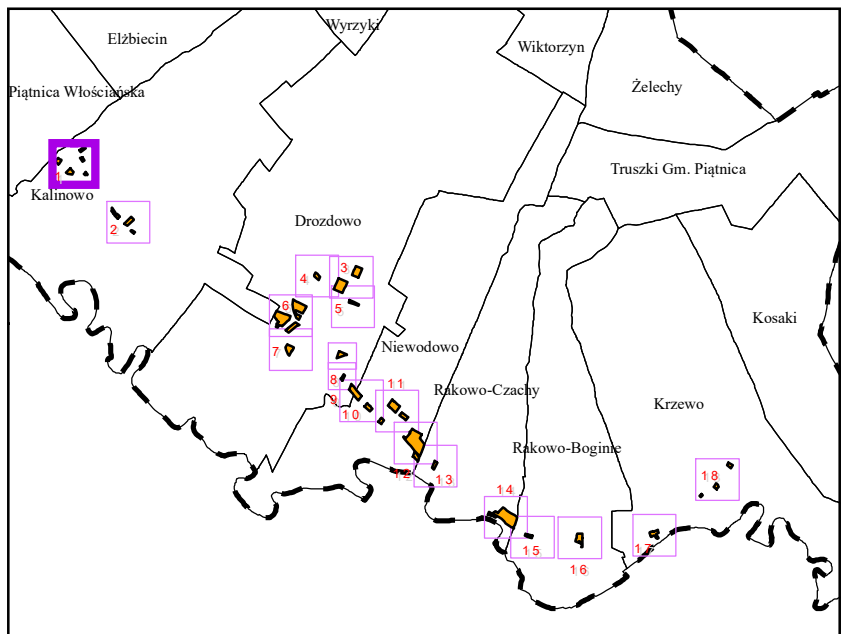 Wyrzyki
Elżbiecin
Wiktorzyn
Żelechy
Piątnica Włościańska
Truszki Gm. Piątnica
1
Kalinowo
2
Drozdowo
3
4
5
6
Kosaki
7
Niewodowo
8
Rakowo-Czachy
11
9
10
Krzewo
Rakowo-Boginie
12
13
18
14
15
17
16